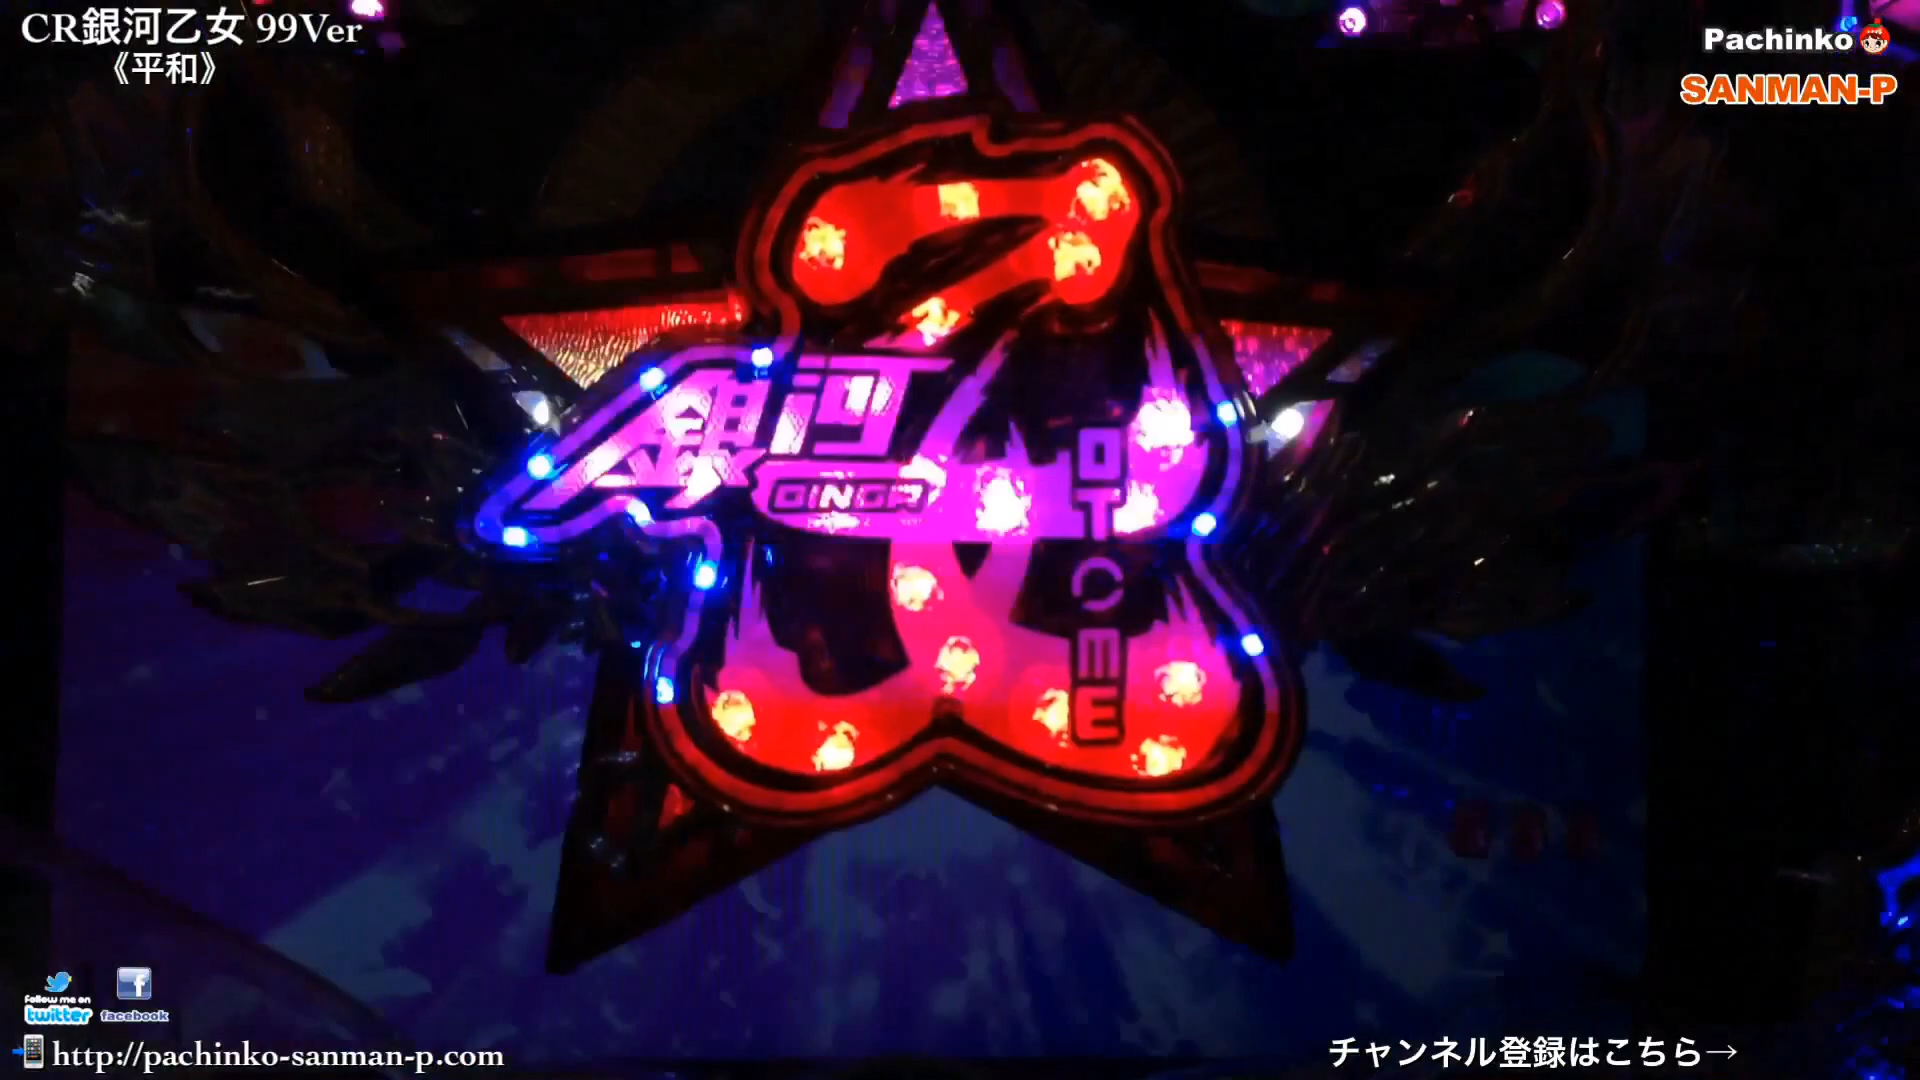 CR銀河乙女 99Ver
《平和》
Pachinko
SANMAN-P
銀河
GINGA
乙女
OTOME
follow me on
twitter
facebook
http://pachinko-sanman-p.com
チャンネル登録はこちら→